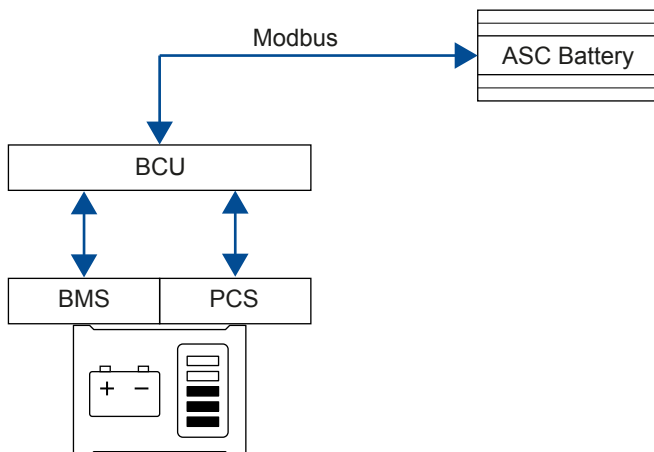 Modbus
ASC Battery
BCU
BMS
PCS
+ −